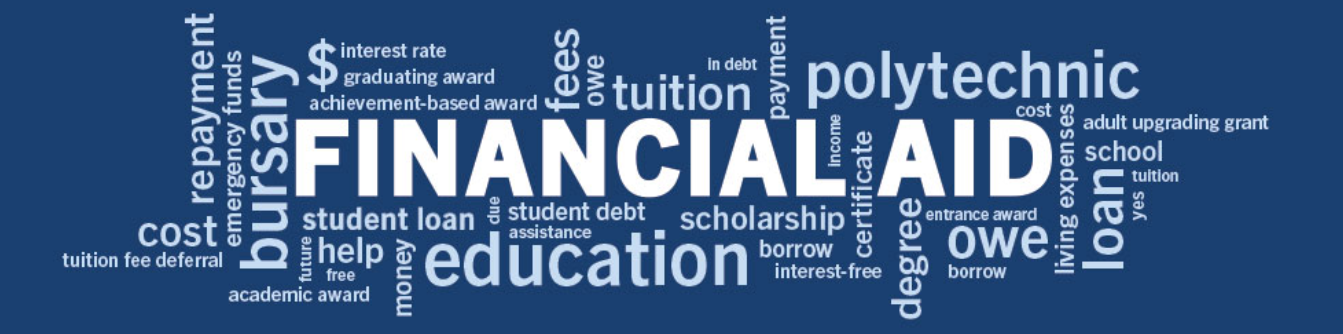 repayment
emergency funds
bursary
$
interest rate
graduating award
achievement-based award
fees
owe
tuition
in debt
payment
polytechnic
cost
adult upgrading grant
FINANCIAL AID
income
certificate
living expenses
school
tuition
loan
yes
cost
tuition fee deferral
student loan
due
student debt
assistance
scholarship
entrance award
degree
owe
borrow
future
help
free
academic award
money
education
borrow
interest-free